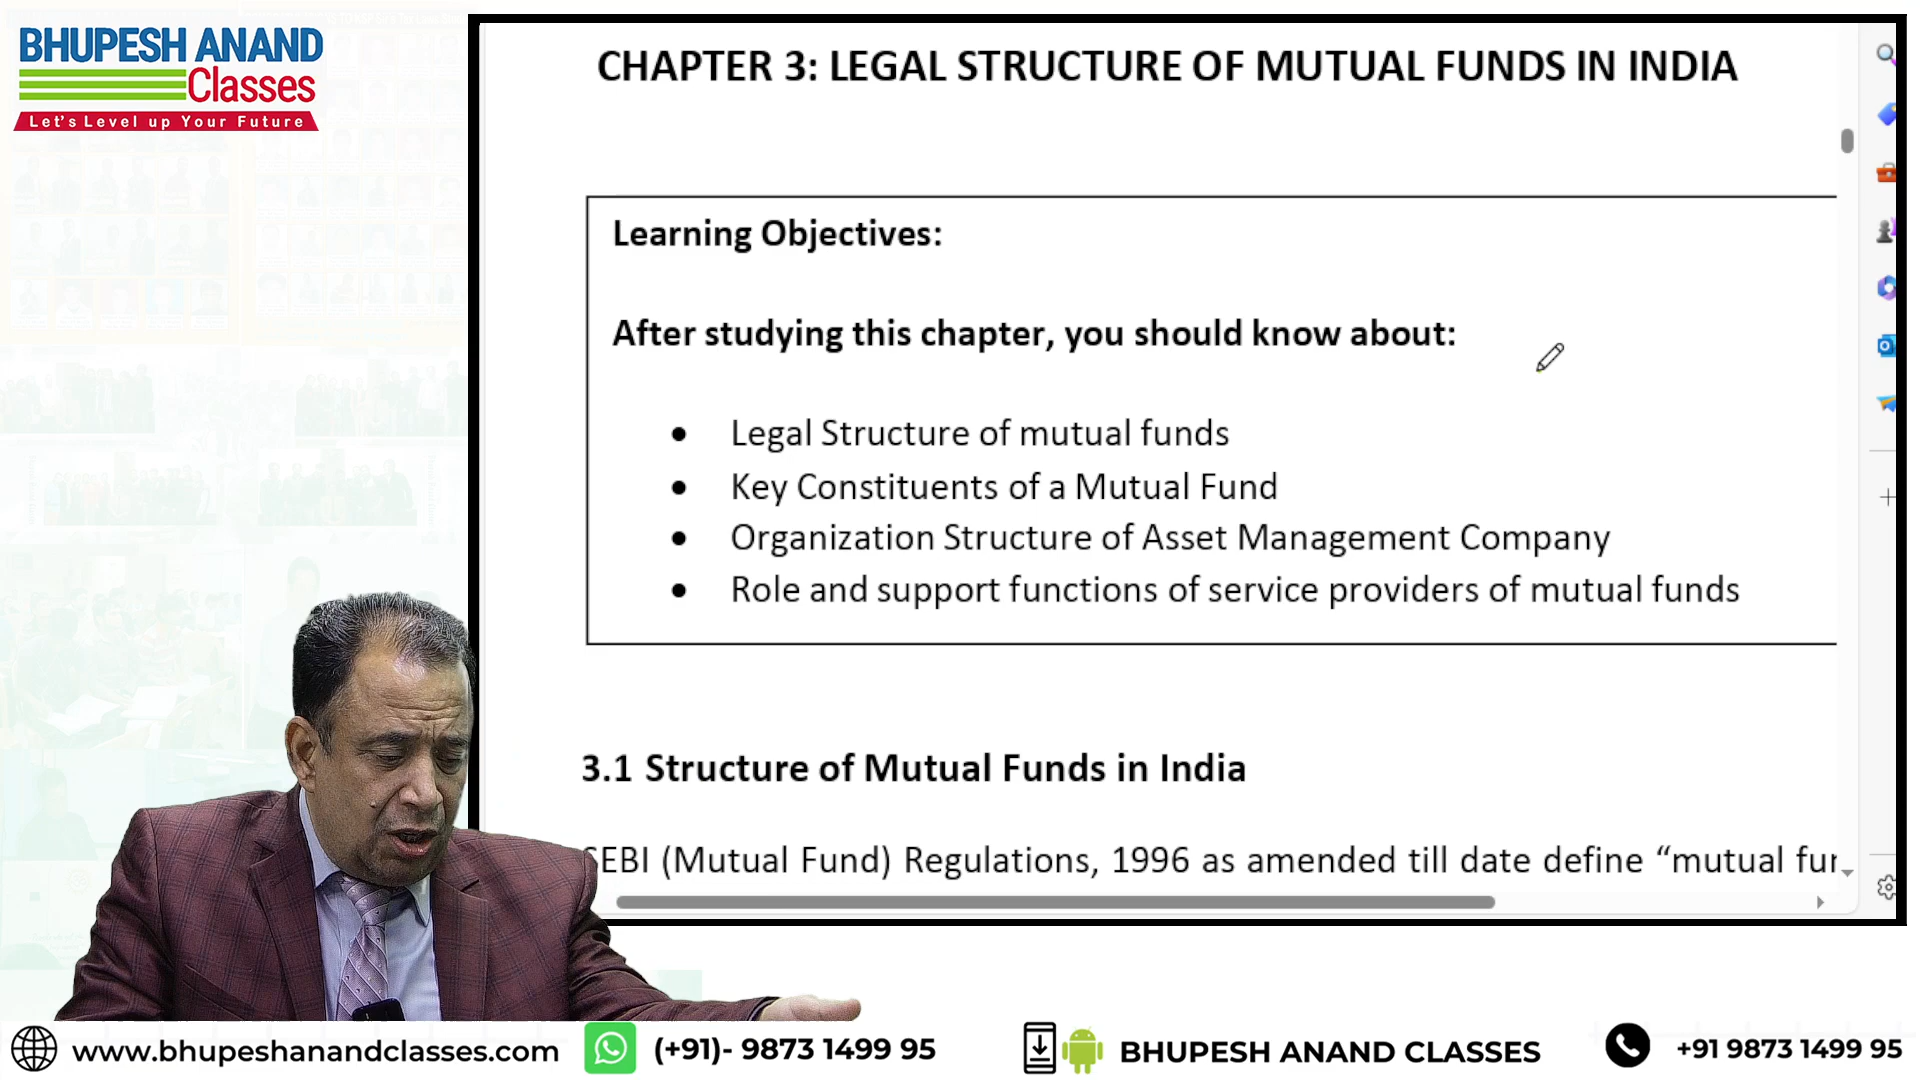 BHUPESH ANAND
Classes
Let's Level up Your Future
CHAPTER 3: LEGAL STRUCTURE OF MUTUAL FUNDS IN INDIA
Learning Objectives:
After studying this chapter, you should know about:
• Legal Structure of mutual funds
• Key Constituents of a Mutual Fund
• Organization Structure of Asset Management Company
• Role and support functions of service providers of mutual funds
3.1 Structure of Mutual Funds in India
SEBI (Mutual Fund) Regulations, 1996 as amended till date define “mutual fur
www.bhupeshanandclasses.com
(+91)- 9873 1499 95
BHUPESH ANAND CLASSES
+91 9873 1499 95